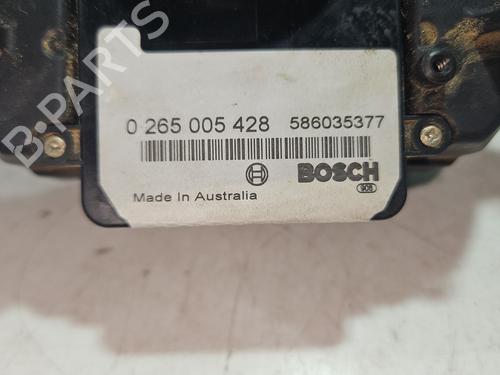 0 265 005 428 586035377
BOSCH
Made In Australia
B-PARTS